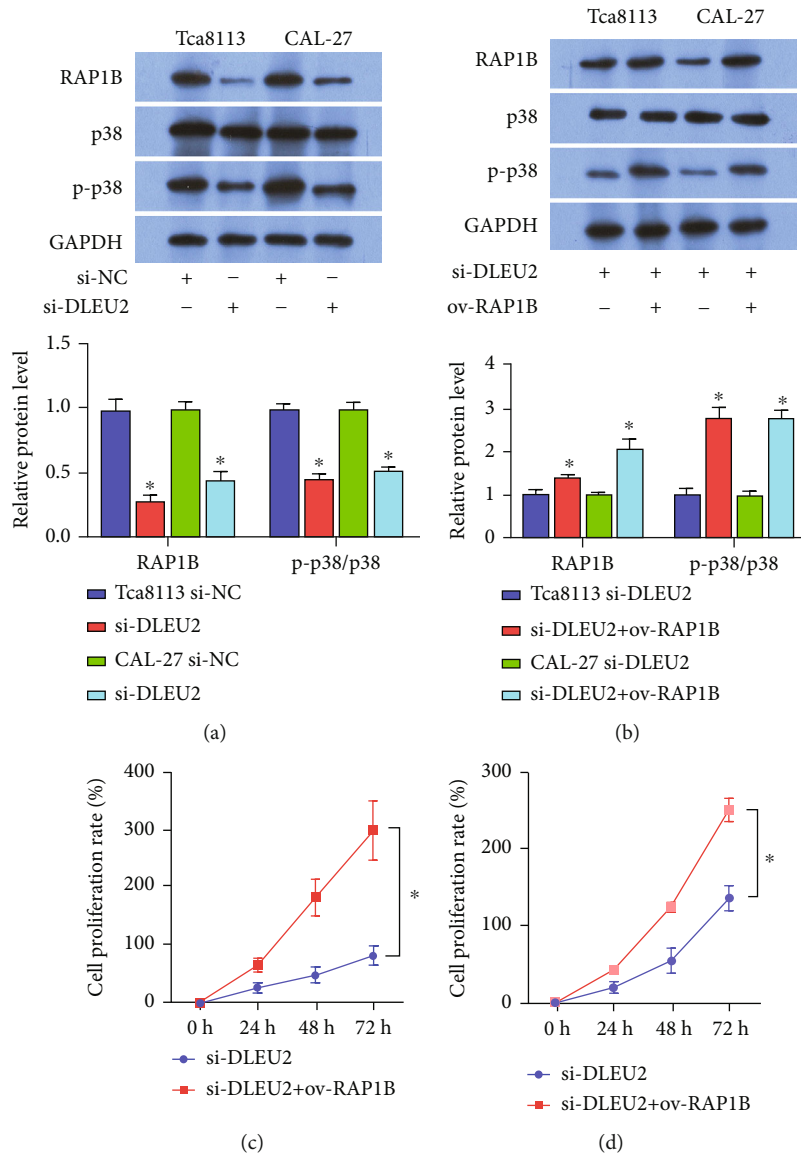 Tca8113 CAL-27
RAP1B
p38
p-p38
GAPDH
si-NC + – + –
si-DLEU2 – + – +
Relative protein level
1.5
1.0
0.5
0.0
* * * *
RAP1B p-p38/p38
Tca8113 si-NC
si-DLEU2
CAL-27 si-NC
si-DLEU2
(a)
Tca8113 CAL-27
RAP1B
p38
p-p38
GAPDH
si-DLEU2 + + + +
ov-RAP1B – + – +
Relative protein level
4
3
2
1
0
* * * *
RAP1B p-p38/p38
Tca8113 si-DLEU2
si-DLEU2+ov-RAP1B
CAL-27 si-DLEU2
si-DLEU2+ov-RAP1B
(b)
Cell proliferation rate (%)
400
300
200
100
0
*
0 h 24 h 48 h 72 h
si-DLEU2
si-DLEU2+ov-RAP1B
(c)
Cell proliferation rate (%)
300
200
100
0
*
0 h 24 h 48 h 72 h
si-DLEU2
si-DLEU2+ov-RAP1B
(d)